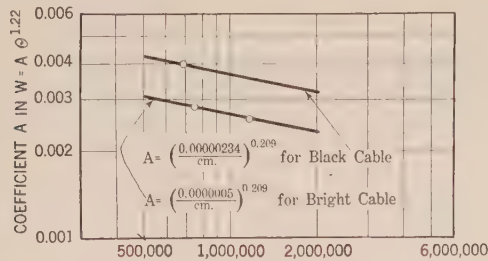 COEFFICIENT A IN W = A θ^1.22
0.006
0.004
0.003
0.002
0.001
A= (0.00000234 / cm.)^0.209 for Black Cable
A= (0.0000005 / cm.)^0.209 for Bright Cable
500,000 1,000,000 2,000,000 6,000,000